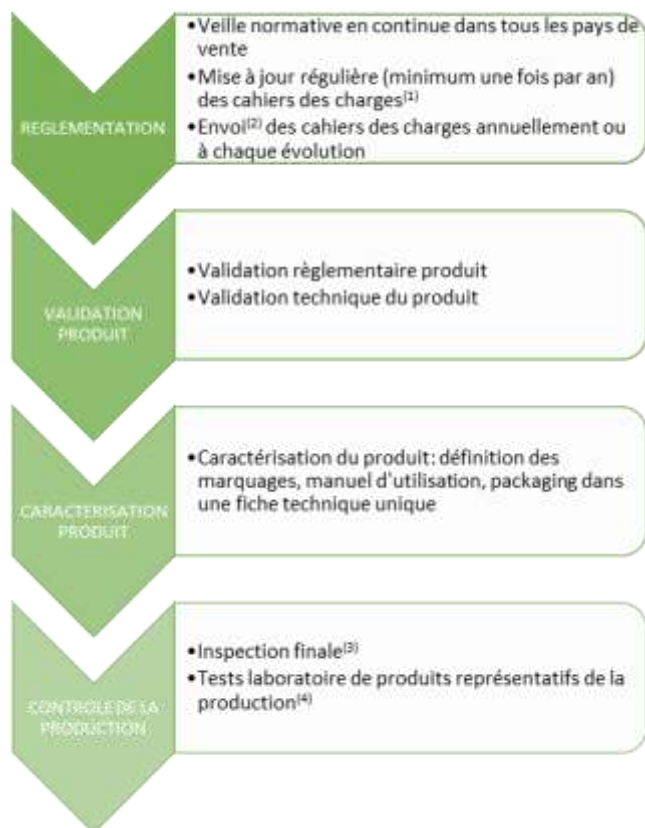 REGLEMENTATION
•Veille normative en continue dans tous les pays de
vente
•Mise à jour régulière (minimum une fois par an)
des cahiers des charges(1)
•Envoi(2) des cahiers des charges annuellement ou
à chaque évolution
VALIDATION
PRODUIT
•Validation règlementaire produit
•Validation technique du produit
CARACTERISATION
PRODUIT
•Caractérisation du produit: définition des
marquages, manuel d'utilisation, packaging dans
une fiche technique unique
CONTROLE DE LA
PRODUCTION
•Inspection finale(3)
•Tests laboratoire de produits représentatifs de la
production(4)